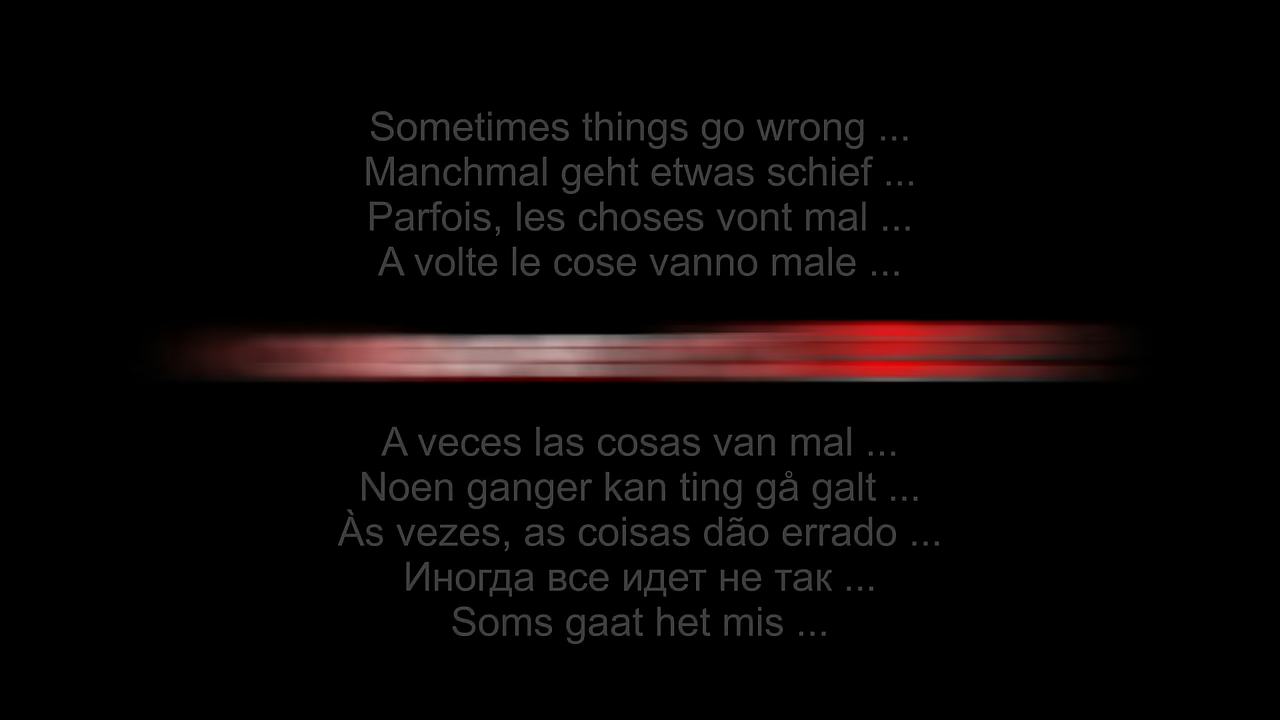 Sometimes things go wrong ...
Manchmal geht etwas schief ...
Parfois, les choses vont mal ...
A volte le cose vanno male ...
A veces las cosas van mal ...
Noen ganger kan ting gå galt ...
Às vezes, as coisas dão errado ...
Иногда все идет не так ...
Soms gaat het mis ...